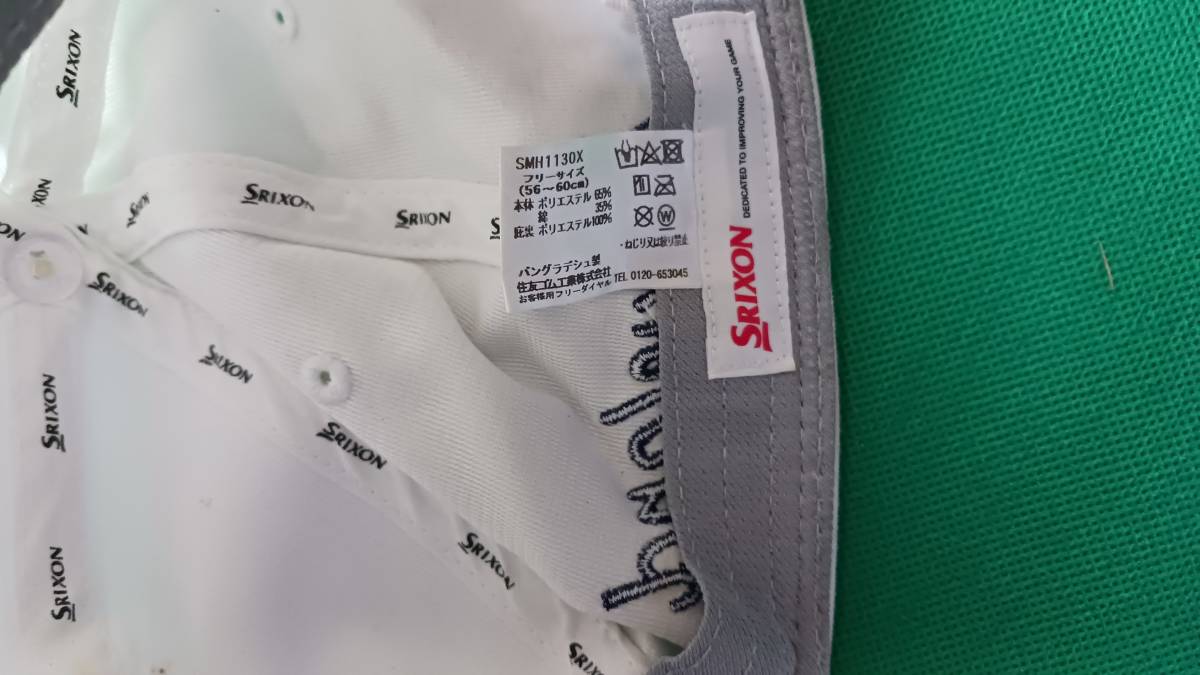 SRIXON
SRIXON
SRIXON
SRIXON
SRIXON
SRIXON
SRIXON
SRIXON
SRIXON
SMH1130X
フリーサイズ
(56～60cm)
本体 ポリエステル 65%
綿 35%
庇裏 ポリエステル100%
・ねじり又は絞り禁止
バングラデシュ製
住友ゴム工業株式会社 TEL 0120-653045
お客様用フリーダイヤル
SRIXON DEDICATED TO IMPROVING YOUR GAME